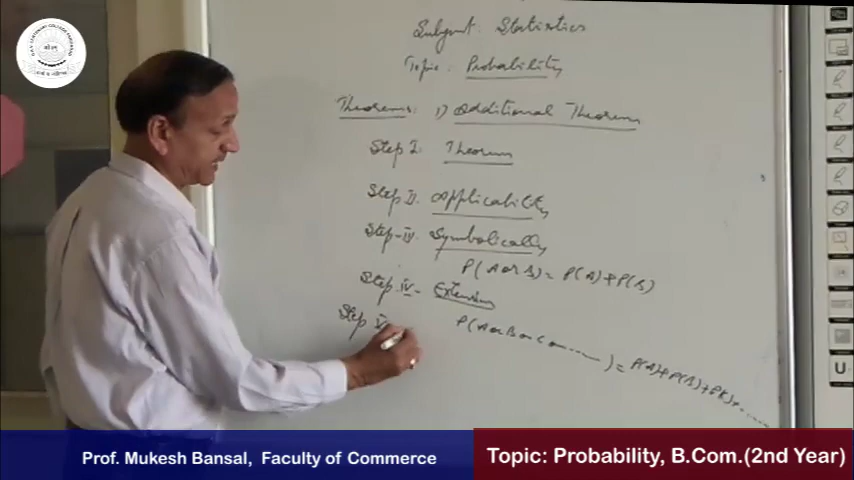 Subject: Statistics
Topic: Probability
Theorems: 1) Additional Theorem
Step I. Theorem
Step II. Applicability
Step-III. Symbolically
P(A or B) = P(A) + P(B)
Step IV- Extension
P(A or B or C ......) = P(A) + P(B) + P(C) + ......
Step V
Prof. Mukesh Bansal, Faculty of Commerce
Topic: Probability, B.Com.(2nd Year)